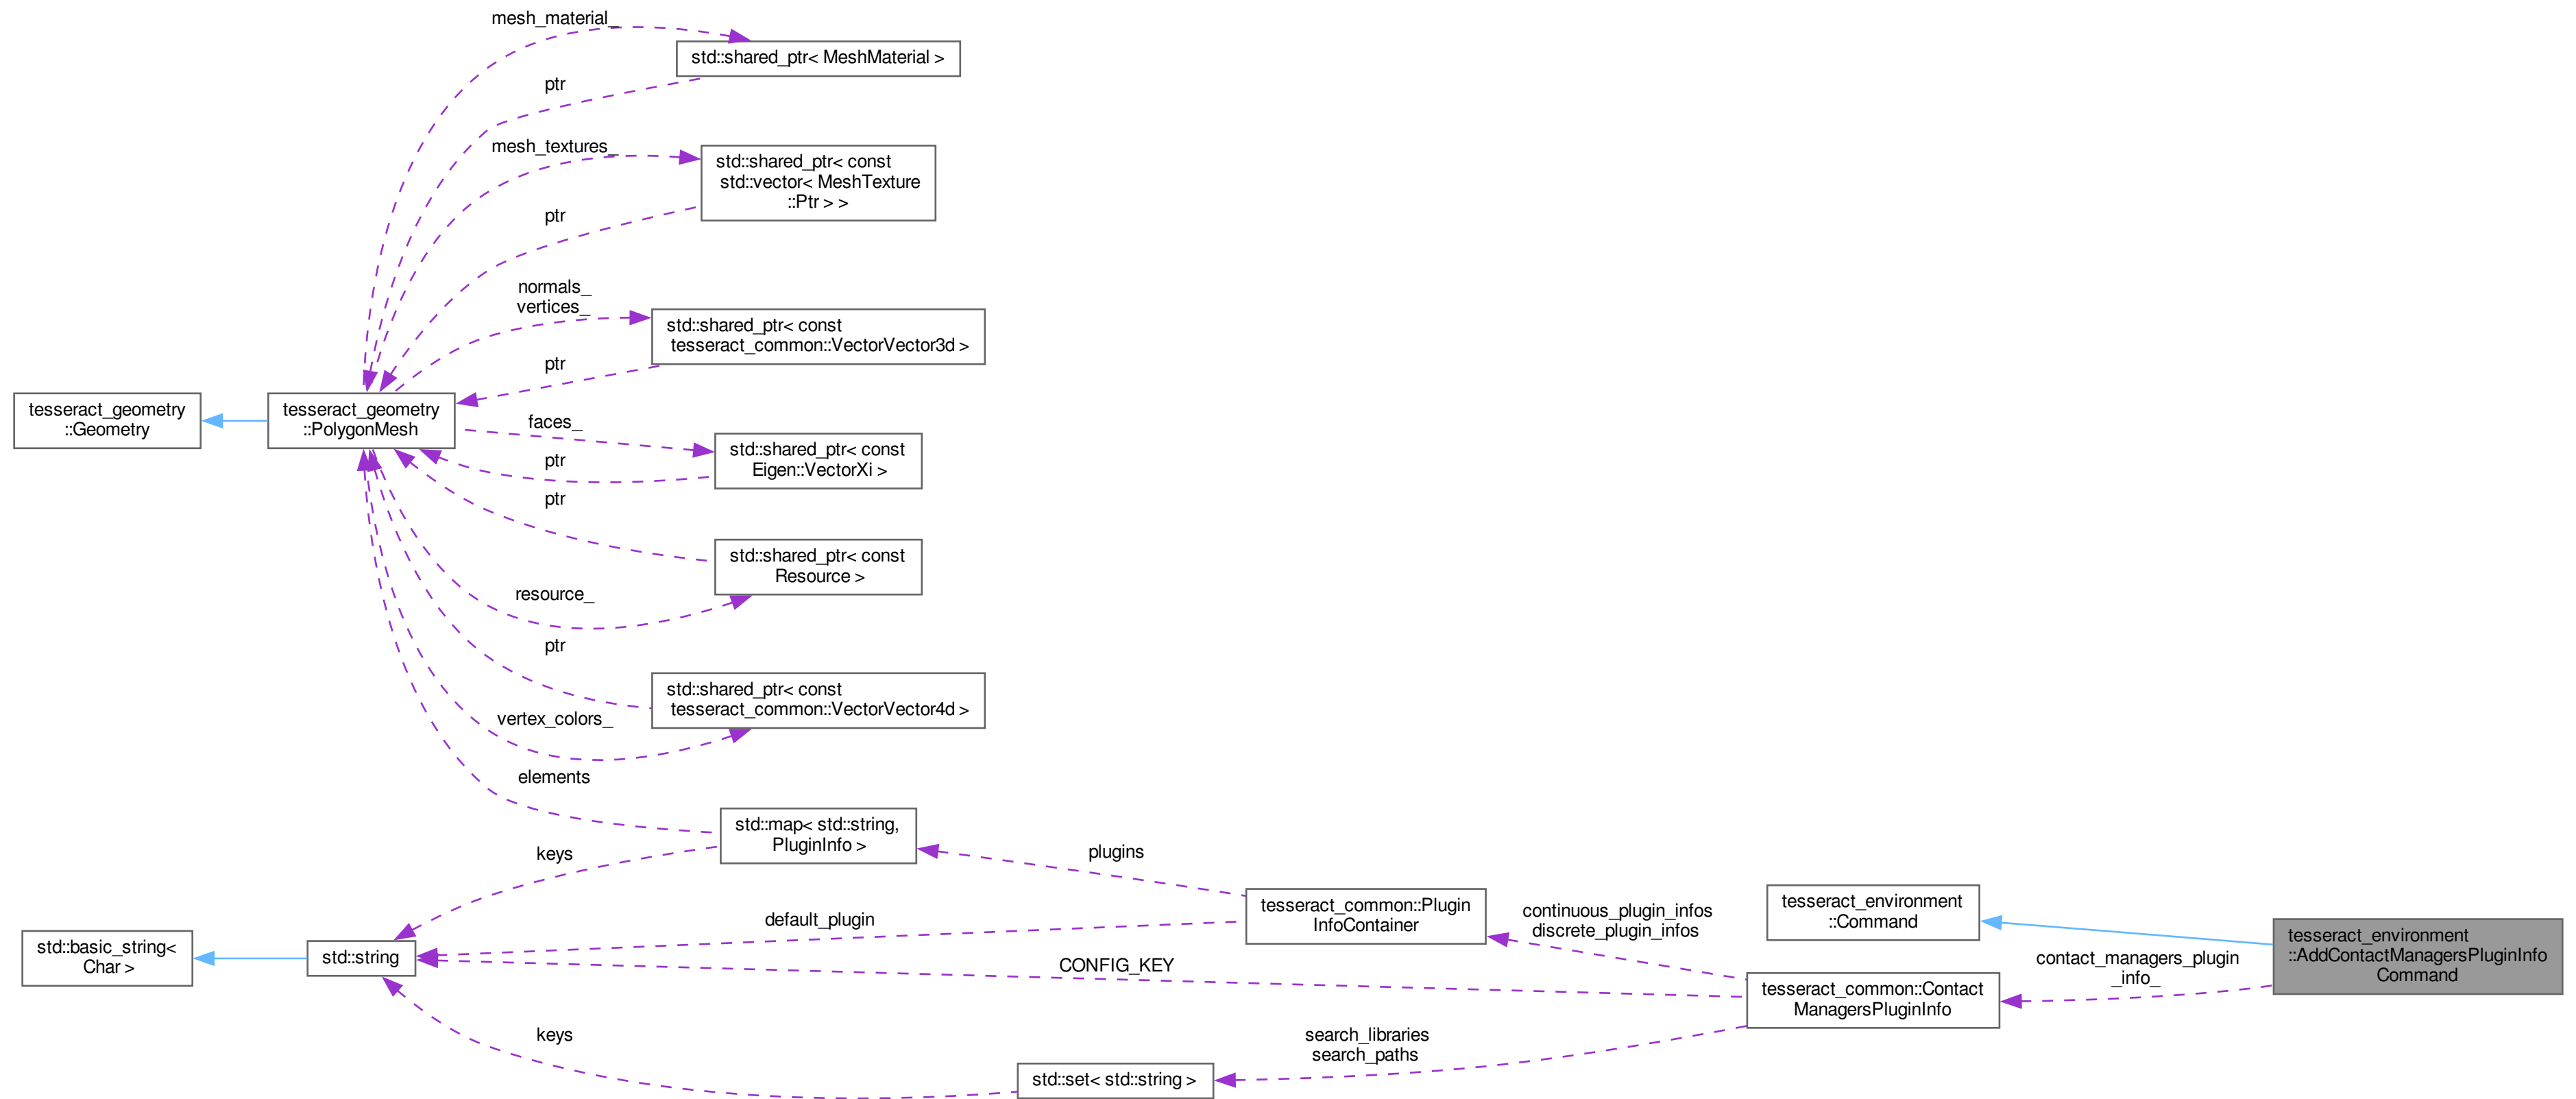 mesh_material_
std::shared_ptr< MeshMaterial >
ptr
mesh_textures_
std::shared_ptr< const
std::vector< MeshTexture
::Ptr > >
ptr
normals_
vertices_
std::shared_ptr< const
tesseract_common::VectorVector3d >
ptr
tesseract_geometry
::Geometry
tesseract_geometry
::PolygonMesh
faces_
std::shared_ptr< const
Eigen::VectorXi >
ptr
ptr
std::shared_ptr< const
Resource >
resource_
ptr
std::shared_ptr< const
tesseract_common::VectorVector4d >
vertex_colors_
elements
std::map< std::string,
PluginInfo >
keys
plugins
tesseract_common::Plugin
InfoContainer
default_plugin
continuous_plugin_infos
discrete_plugin_infos
tesseract_environment
::Command
std::basic_string<
Char >
std::string
CONFIG_KEY
tesseract_common::Contact
ManagersPluginInfo
contact_managers_plugin
_info_
tesseract_environment
::AddContactManagersPluginInfo
Command
keys
search_libraries
search_paths
std::set< std::string >